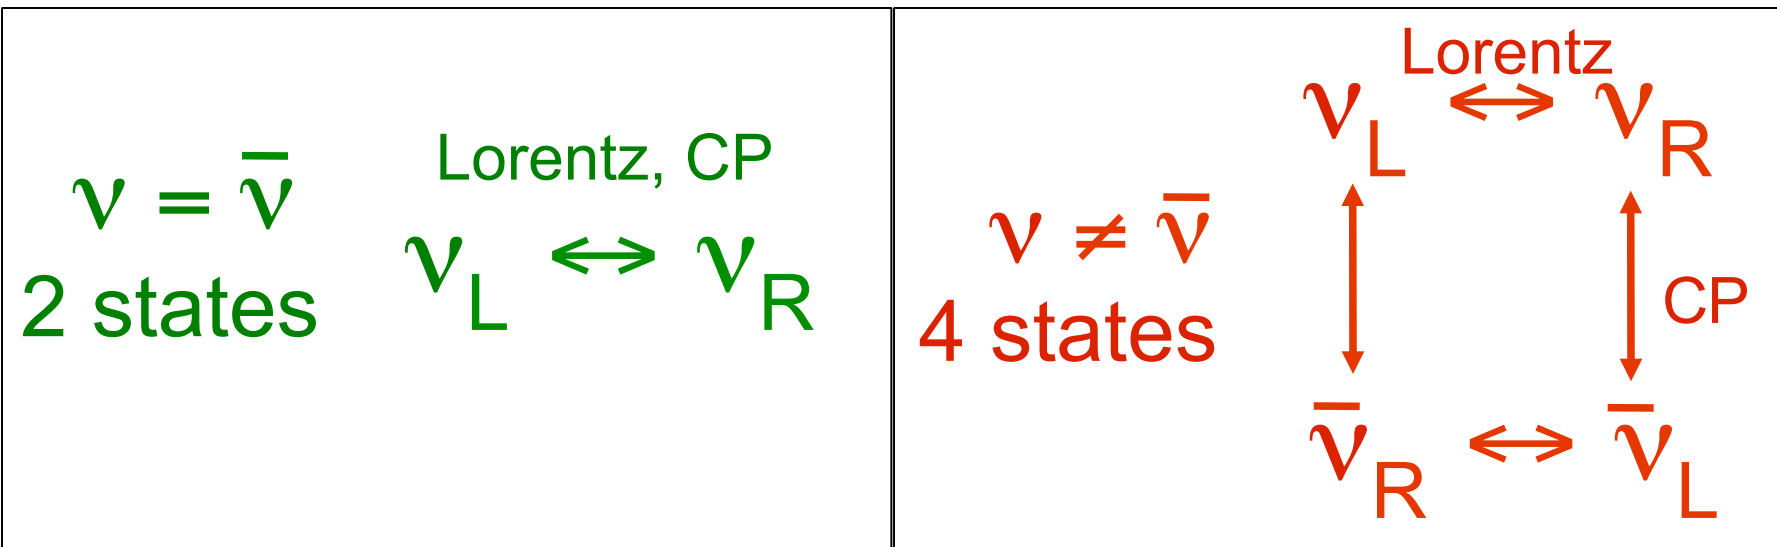 ν = ν̅
2 states
Lorentz, CP
ν_L ⇔ ν_R
ν ≠ ν̅
4 states
Lorentz
ν_L ⇔ ν_R
CP
ν̅_R ⇔ ν̅_L